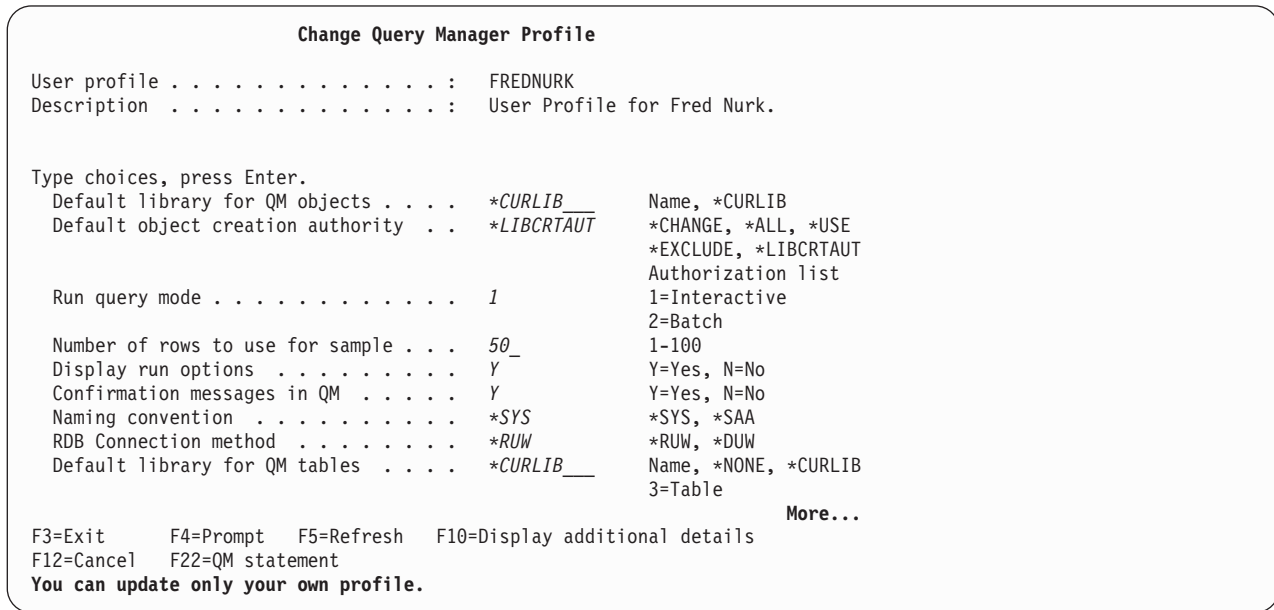 Change Query Manager Profile
User profile . . . . . . . . . . . . . : FREDNURK
Description . . . . . . . . . . . . . : User Profile for Fred Nurk.
Type choices, press Enter.
Default library for QM objects . . . . *CURLIB___ Name, *CURLIB
Default object creation authority . . *LIBCRTAUT *CHANGE, *ALL, *USE
*EXCLUDE, *LIBCRTAUT
Authorization list
Run query mode . . . . . . . . . . . . 1 1=Interactive
2=Batch
Number of rows to use for sample . . . 50_ 1-100
Display run options . . . . . . . . . Y Y=Yes, N=No
Confirmation messages in QM . . . . . Y Y=Yes, N=No
Naming convention . . . . . . . . . . *SYS *SYS, *SAA
RDB Connection method . . . . . . . . *RUW *RUW, *DUW
Default library for QM tables . . . . *CURLIB___ Name, *NONE, *CURLIB
3=Table
More...
F3=Exit F4=Prompt F5=Refresh F10=Display additional details
F12=Cancel F22=QM statement
You can update only your own profile.